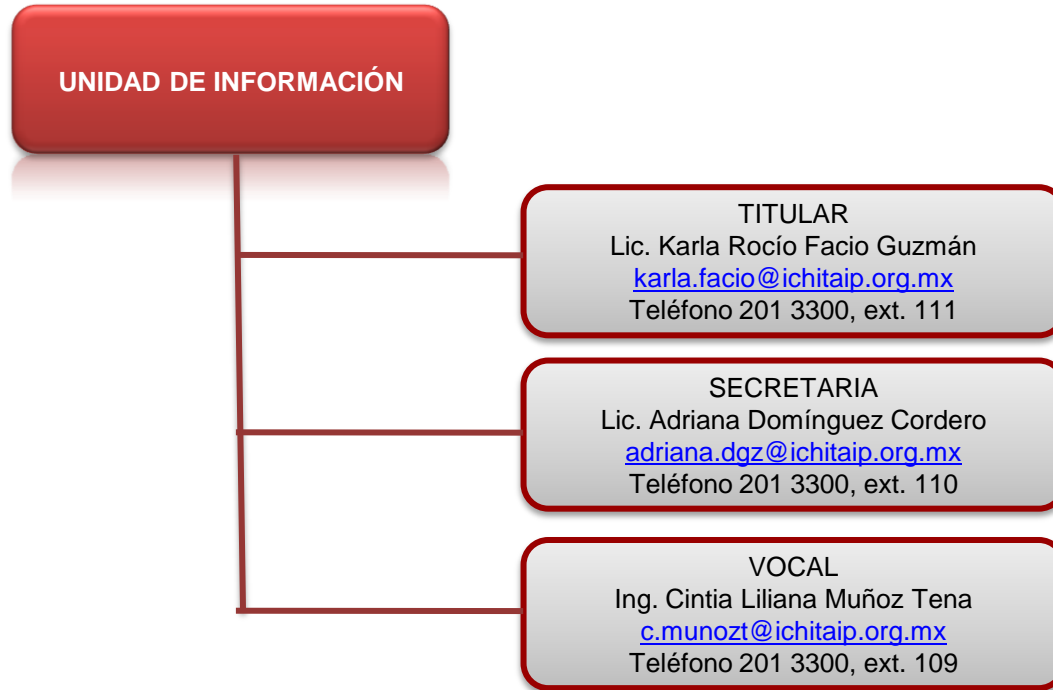 UNIDAD DE INFORMACIÓN
TITULAR
Lic. Karla Rocío Facio Guzmán
karla.facio@ichitaip.org.mx
Teléfono 201 3300, ext. 111
SECRETARIA
Lic. Adriana Domínguez Cordero
adriana.dgz@ichitaip.org.mx
Teléfono 201 3300, ext. 110
VOCAL
Ing. Cintia Liliana Muñoz Tena
c.munozt@ichitaip.org.mx
Teléfono 201 3300, ext. 109